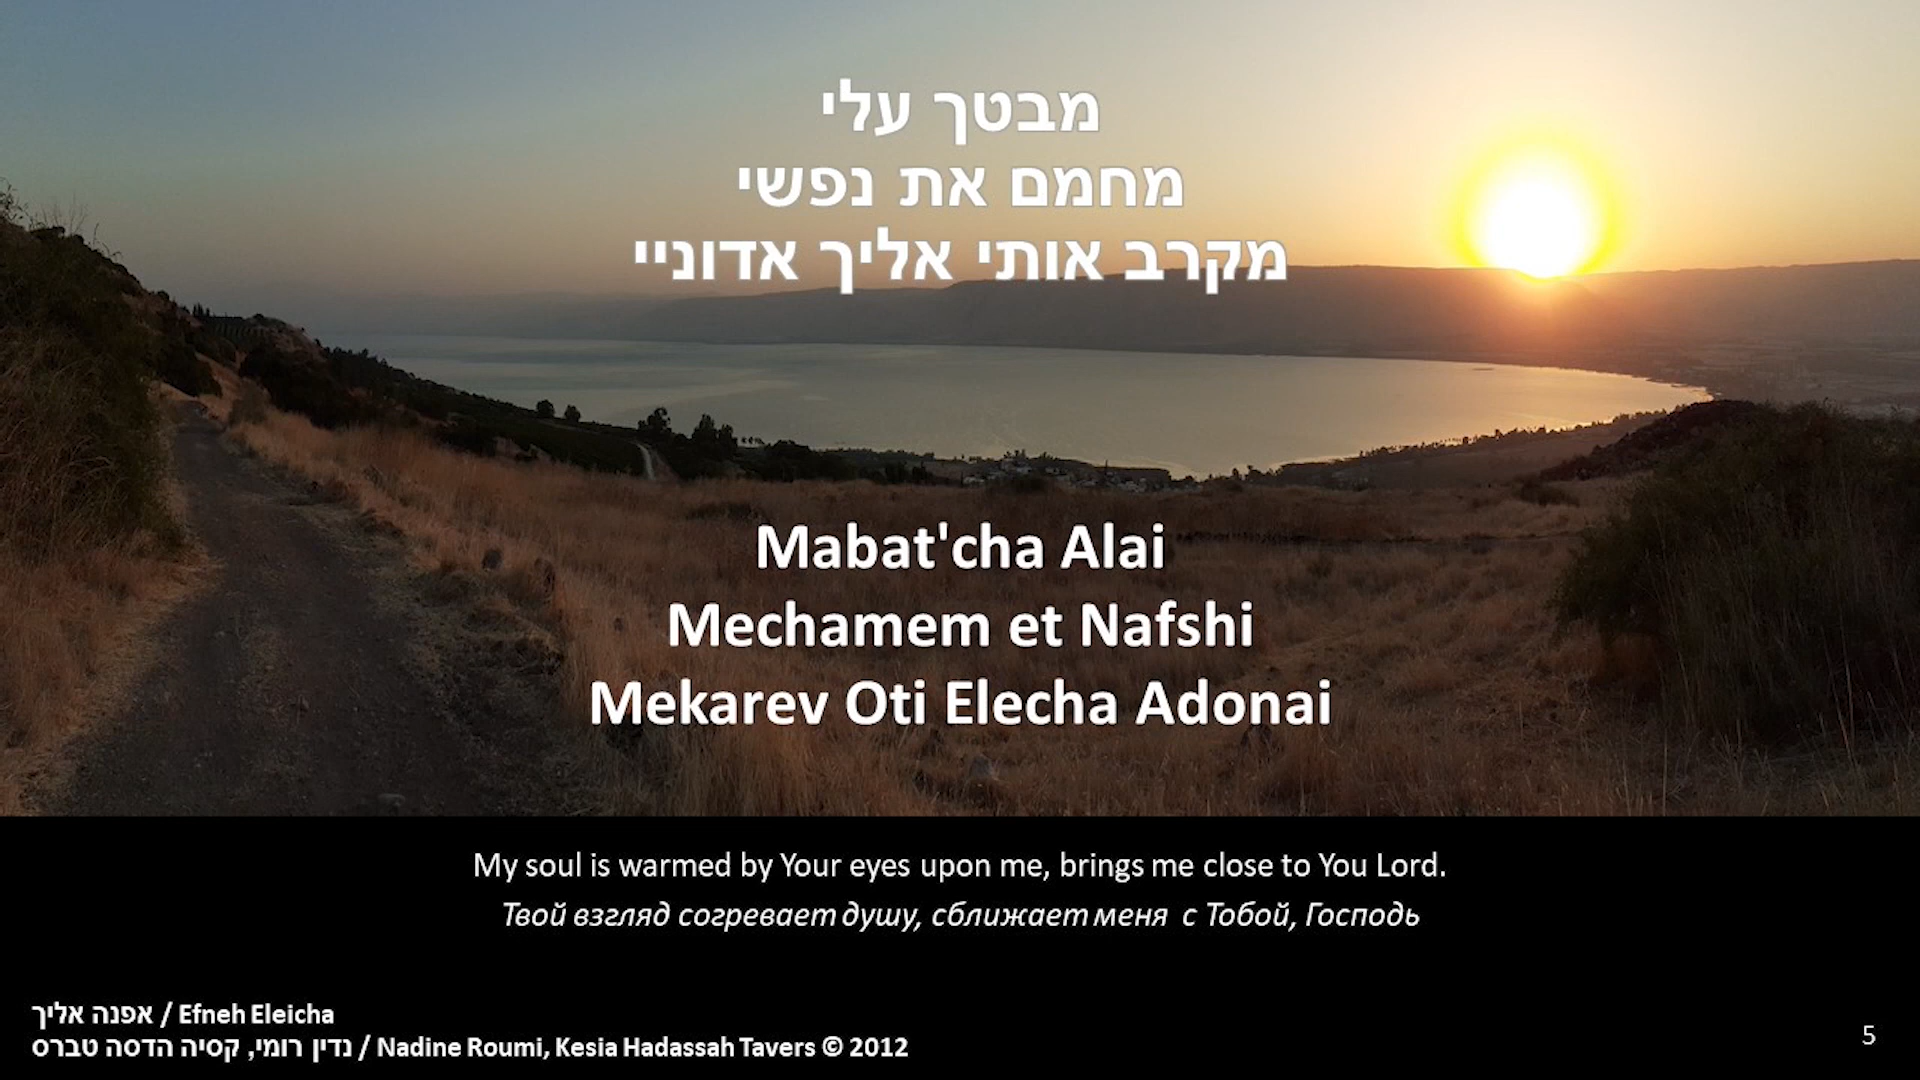 מבטך עלי
מחמם את נפשי
מקרב אותי אליך אדוניי
Mabat'cha Alai
Mechamem et Nafshi
Mekarev Oti Elecha Adonai
My soul is warmed by Your eyes upon me, brings me close to You Lord.
Твой взгляд согревает душу, сближает меня с Тобой, Господь
אפנה אליך / Efneh Eleicha
נדין רומי, קסיה הדסה טברס / Nadine Roumi, Kesia Hadassah Tavers © 2012
5